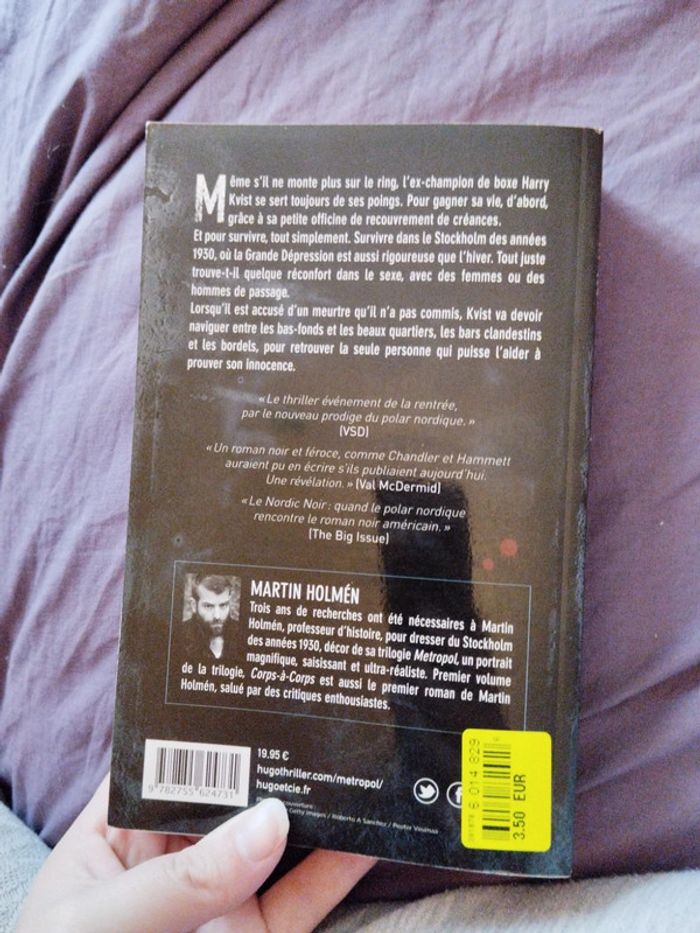 Même s'il ne monte plus sur le ring, l'ex-champion de boxe Harry
Kvist se sert toujours de ses poings. Pour gagner sa vie, d'abord,
grâce à sa petite officine de recouvrement de créances.
Et pour survivre, tout simplement. Survivre dans le Stockholm des années
1930, où la Grande Dépression est aussi rigoureuse que l'hiver. Tout juste
trouve-t-il quelque réconfort dans le sexe, avec des femmes ou des
hommes de passage.
Lorsqu'il est accusé d'un meurtre qu'il n'a pas commis, Kvist va devoir
naviguer entre les bas-fonds et les beaux quartiers, les bars clandestins
et les bordels, pour retrouver la seule personne qui puisse l'aider à
prouver son innocence.
« Le thriller événement de la rentrée,
par le nouveau prodige du polar nordique. »
(VSD)
« Un roman noir et féroce, comme Chandler et Hammett
auraient pu en écrire s'ils publiaient aujourd'hui.
Une révélation. » (Val McDermid)
« Le Nordic Noir : quand le polar nordique
rencontre le roman noir américain. »
(The Big Issue)
MARTIN HOLMÉN
Trois ans de recherches ont été nécessaires à Martin
Holmén, professeur d'histoire, pour dresser du Stockholm
des années 1930, décor de sa trilogie Metropol, un portrait
magnifique, saisissant et ultra-réaliste. Premier volume
de la trilogie, Corps-à-Corps est aussi le premier roman de Martin
Holmén, salué par des critiques enthousiastes.
19.95 €
hugothriller.com/metropol/
hugoetcie.fr
9 782755 624731
couverture :
Getty Images / Roberto A Sanchez /
6 014 829
3.50 EUR